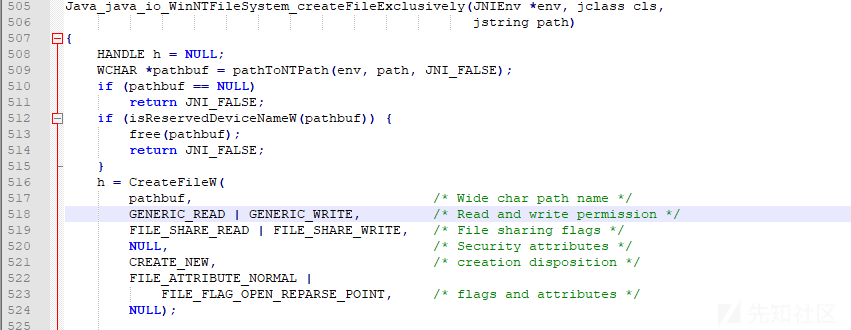 505 Java_java_io_WinNTFileSystem_createFileExclusively(JNIEnv *env, jclass cls,
506                                                    jstring path)
507 {
508     HANDLE h = NULL;
509     WCHAR *pathbuf = pathToNTPath(env, path, JNI_FALSE);
510     if (pathbuf == NULL)
511         return JNI_FALSE;
512     if (isReservedDeviceNameW(pathbuf)) {
513         free(pathbuf);
514         return JNI_FALSE;
515     }
516     h = CreateFileW(
517         pathbuf,                              /* Wide char path name */
518         GENERIC_READ | GENERIC_WRITE,         /* Read and write permission */
519         FILE_SHARE_READ | FILE_SHARE_WRITE,   /* File sharing flags */
520         NULL,                                 /* Security attributes */
521         CREATE_NEW,                           /* creation disposition */
522         FILE_ATTRIBUTE_NORMAL |
523             FILE_FLAG_OPEN_REPARSE_POINT,     /* flags and attributes */
524         NULL);
525
先知社区